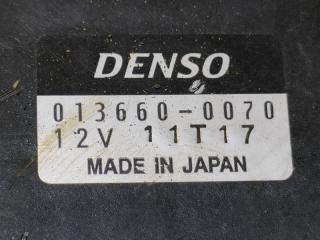 DENSO
013660-0070
12V 11T17
MADE IN JAPAN